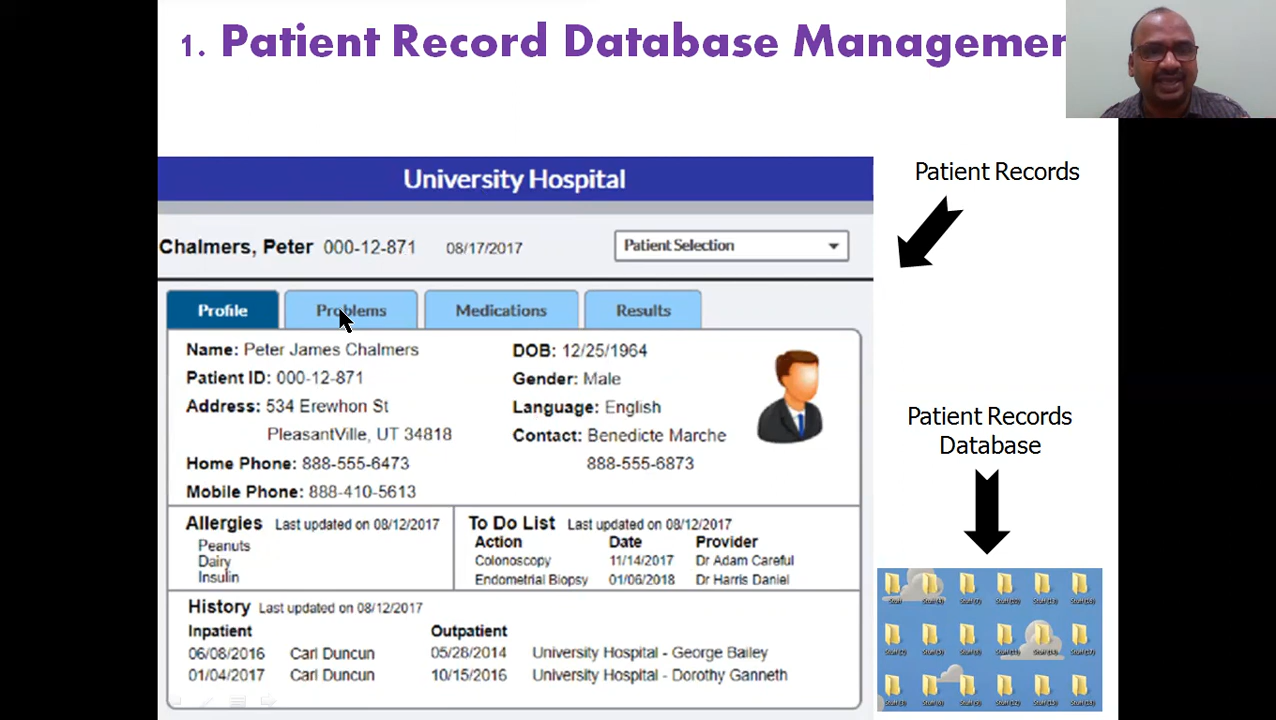 1. Patient Record Database Managemen
University Hospital
Patient Records
Chalmers, Peter 000-12-871 08/17/2017 Patient Selection
Profile Problems Medications Results
Name: Peter James Chalmers DOB: 12/25/1964
Patient ID: 000-12-871 Gender: Male
Address: 534 Erewhon St Language: English
PleasantVille, UT 34818 Contact: Benedicte Marche
Home Phone: 888-555-6473 888-555-6873
Mobile Phone: 888-410-5613
Patient Records
Database
Allergies Last updated on 08/12/2017
Peanuts
Dairy
Insulin
To Do List Last updated on 08/12/2017
Action Date Provider
Colonoscopy 11/14/2017 Dr Adam Careful
Endometrial Biopsy 01/06/2018 Dr Harris Daniel
History Last updated on 08/12/2017
Inpatient Outpatient
06/08/2016 Carl Duncun 05/28/2014 University Hospital - George Bailey
01/04/2017 Carl Duncun 10/15/2016 University Hospital - Dorothy Ganneth